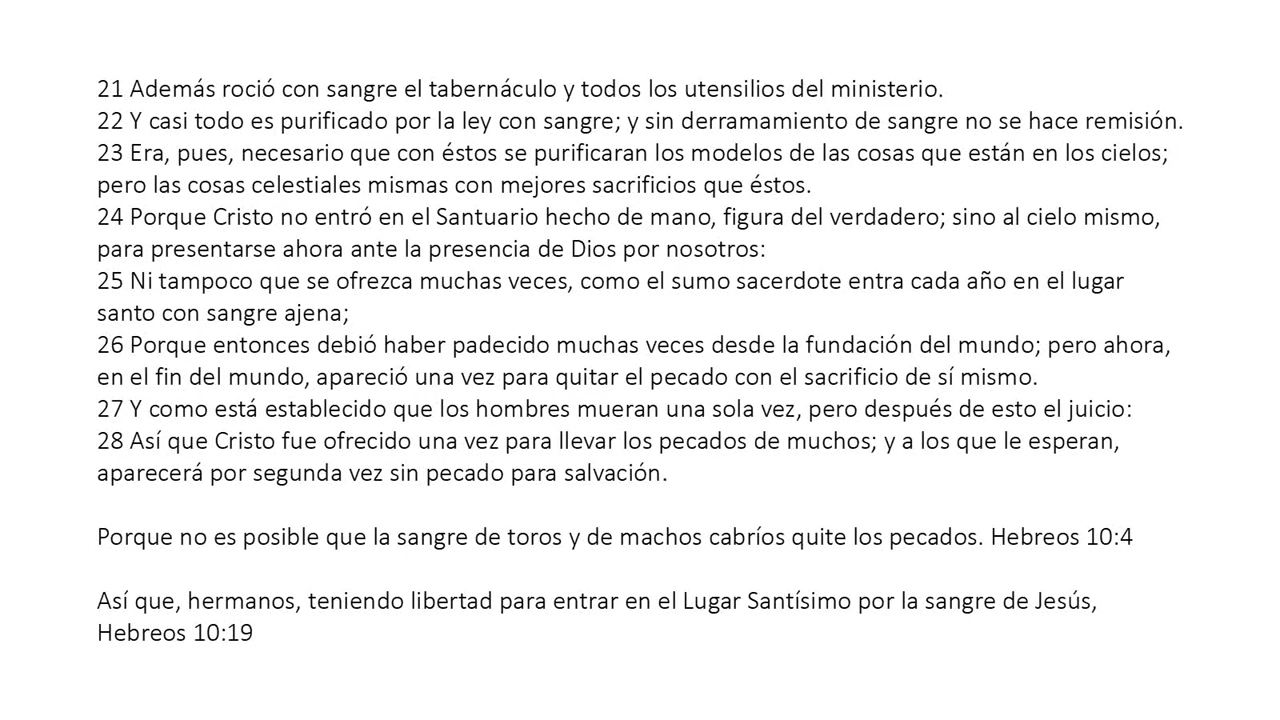 21 Además roció con sangre el tabernáculo y todos los utensilios del ministerio.
22 Y casi todo es purificado por la ley con sangre; y sin derramamiento de sangre no se hace remisión.
23 Era, pues, necesario que con éstos se purificaran los modelos de las cosas que están en los cielos;
pero las cosas celestiales mismas con mejores sacrificios que éstos.
24 Porque Cristo no entró en el Santuario hecho de mano, figura del verdadero; sino al cielo mismo,
para presentarse ahora ante la presencia de Dios por nosotros:
25 Ni tampoco que se ofrezca muchas veces, como el sumo sacerdote entra cada año en el lugar
santo con sangre ajena;
26 Porque entonces debió haber padecido muchas veces desde la fundación del mundo; pero ahora,
en el fin del mundo, apareció una vez para quitar el pecado con el sacrificio de sí mismo.
27 Y como está establecido que los hombres mueran una sola vez, pero después de esto el juicio:
28 Así que Cristo fue ofrecido una vez para llevar los pecados de muchos; y a los que le esperan,
aparecerá por segunda vez sin pecado para salvación.
Porque no es posible que la sangre de toros y de machos cabríos quite los pecados. Hebreos 10:4
Así que, hermanos, teniendo libertad para entrar en el Lugar Santísimo por la sangre de Jesús,
Hebreos 10:19